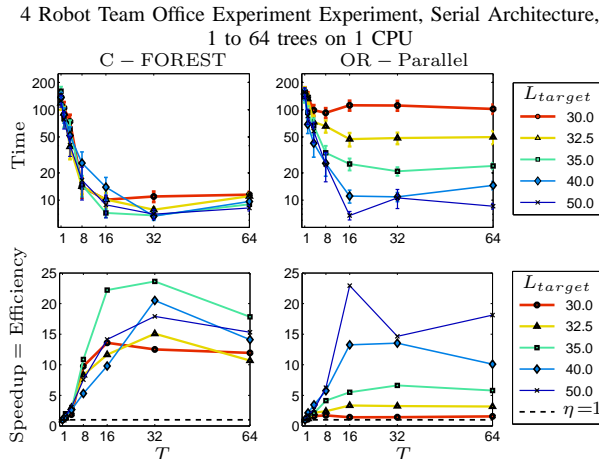 4 Robot Team Office Experiment Experiment, Serial Architecture,
1 to 64 trees on 1 CPU
C − FOREST
OR − Parallel
Time
200
100
50
20
10
1 8 16 32 64
200
100
50
20
10
1 8 16 32 64
L_target
30.0
32.5
35.0
40.0
50.0
Speedup = Efficiency
25
20
15
10
5
0
1 8 16 32 64
T
25
20
15
10
5
0
1 8 16 32 64
T
L_target
30.0
32.5
35.0
40.0
50.0
η=1